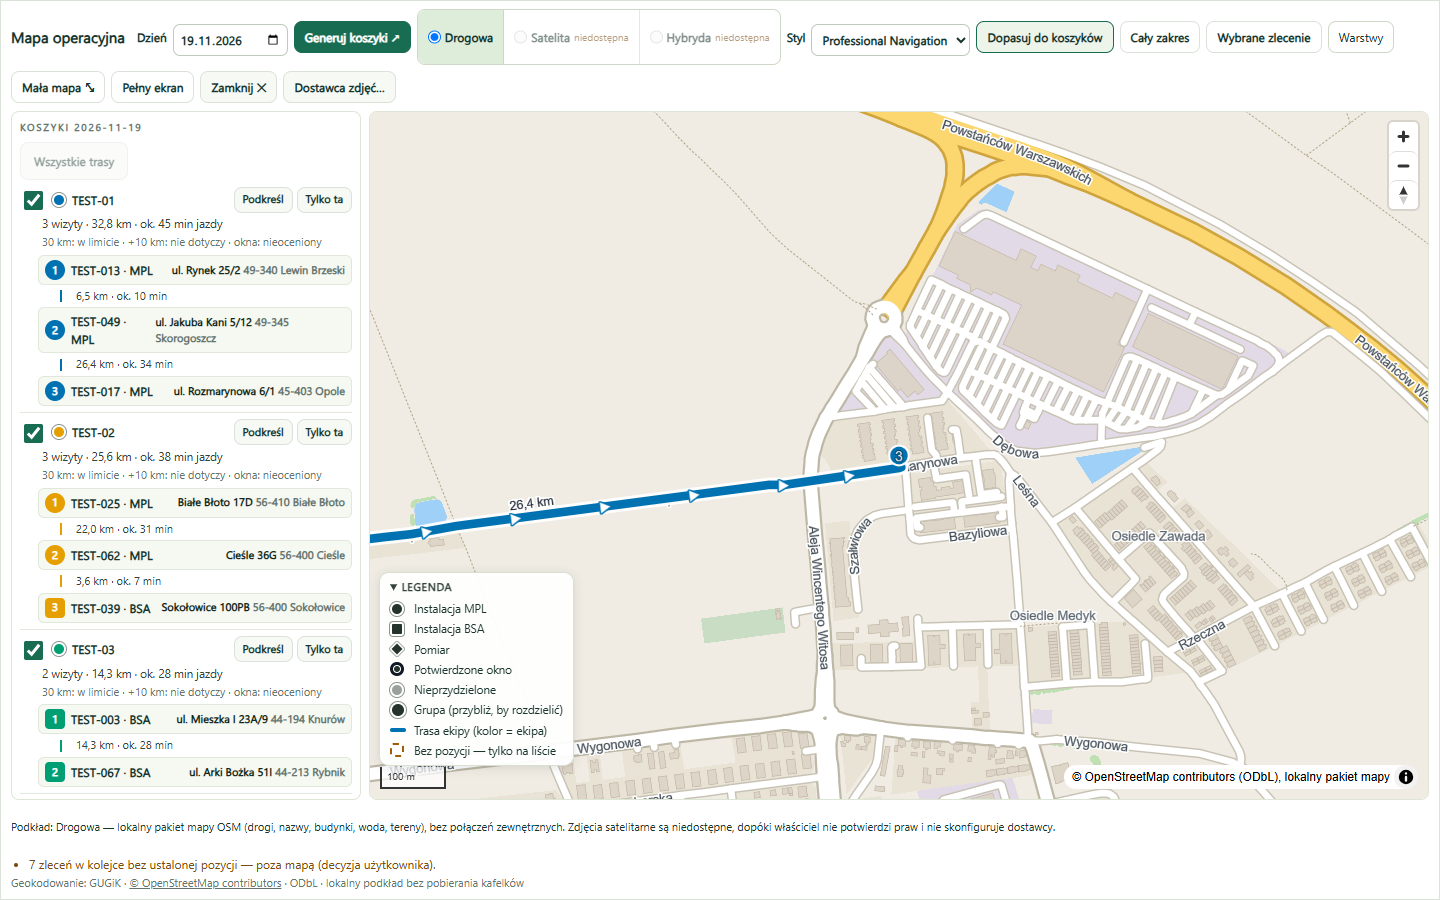 Mapa operacyjna Dzień 19.11.2026 Generuj koszyki ↗ Drogowa Satelita niedostępna Hybryda niedostępna Styl Professional Navigation Dopasuj do koszyków Cały zakres Wybrane zlecenie Warstwy
Mała mapa ⤡ Pełny ekran Zamknij ✕ Dostawca zdjęć...
KOSZYKI 2026-11-19
Wszystkie trasy
TEST-01 Podkreśl Tylko ta
3 wizyty · 32,8 km · ok. 45 min jazdy
30 km: w limicie · +10 km: nie dotyczy · okna: nieoceniony
1 TEST-013 · MPL ul. Rynek 25/2 49-340 Lewin Brzeski
6,5 km · ok. 10 min
2 TEST-049 · MPL ul. Jakuba Kani 5/12 49-345 Skorogoszcz
26,4 km · ok. 34 min
3 TEST-017 · MPL ul. Rozmarynowa 6/1 45-403 Opole
TEST-02 Podkreśl Tylko ta
3 wizyty · 25,6 km · ok. 38 min jazdy
30 km: w limicie · +10 km: nie dotyczy · okna: nieoceniony
1 TEST-025 · MPL Białe Błoto 17D 56-410 Białe Błoto
22,0 km · ok. 31 min
2 TEST-062 · MPL Cieśle 36G 56-400 Cieśle
3,6 km · ok. 7 min
3 TEST-039 · BSA Sokołowice 100PB 56-400 Sokołowice
TEST-03 Podkreśl Tylko ta
2 wizyty · 14,3 km · ok. 28 min jazdy
30 km: w limicie · +10 km: nie dotyczy · okna: nieoceniony
1 TEST-003 · BSA ul. Mieszka I 23A/9 44-194 Knurów
14,3 km · ok. 28 min
2 TEST-067 · BSA ul. Arki Bożka 51I 44-213 Rybnik
Powstańców Warszawskich
Powstańców Wa
Dębowa
3
arynowa
Leśna
26,4 km
Aleja Wincentego Witosa
Szałwiowa
Bazyliowa
Osiedle Zawada
Osiedle Medyk
Rzeczna
Wygonowa
Wygonowa
Wygonowa
▼ LEGENDA
Instalacja MPL
Instalacja BSA
Pomiar
Potwierdzone okno
Nieprzydzielone
Grupa (przybliż, by rozdzielić)
Trasa ekipy (kolor = ekipa)
Bez pozycji — tylko na liście
100 m
© OpenStreetMap contributors (ODbL), lokalny pakiet mapy
Podkład: Drogowa — lokalny pakiet mapy OSM (drogi, nazwy, budynki, woda, tereny), bez połączeń zewnętrznych. Zdjęcia satelitarne są niedostępne, dopóki właściciel nie potwierdzi praw i nie skonfiguruje dostawcy.
• 7 zleceń w kolejce bez ustalonej pozycji — poza mapą (decyzja użytkownika).
Geokodowanie: GUGiK · © OpenStreetMap contributors · ODbL · lokalny podkład bez pobierania kafelków